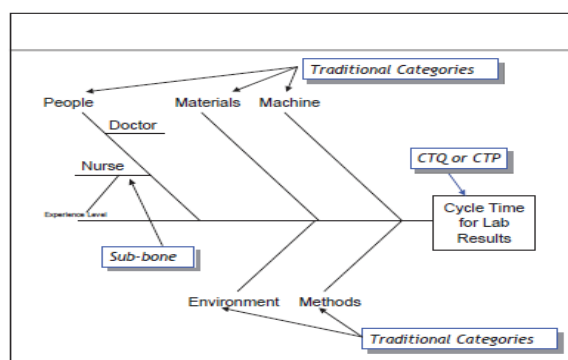 Traditional Categories
People
Materials
Machine
Doctor
CTQ or CTP
Nurse
Experience Level
Cycle Time
for Lab
Results
Sub-bone
Environment
Methods
Traditional Categories